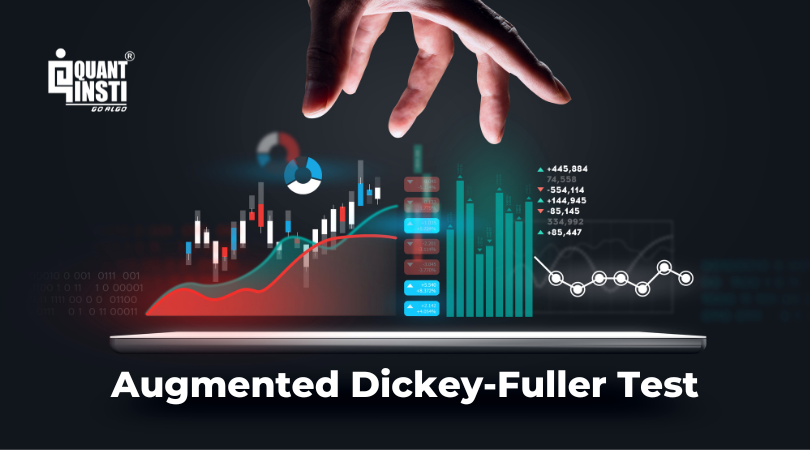 QUANT
INSTI
GO ALGO
®
+445,884
74,558
-554,114
+144,945
-85,145
334,992
+85,447
Augmented Dickey-Fuller Test